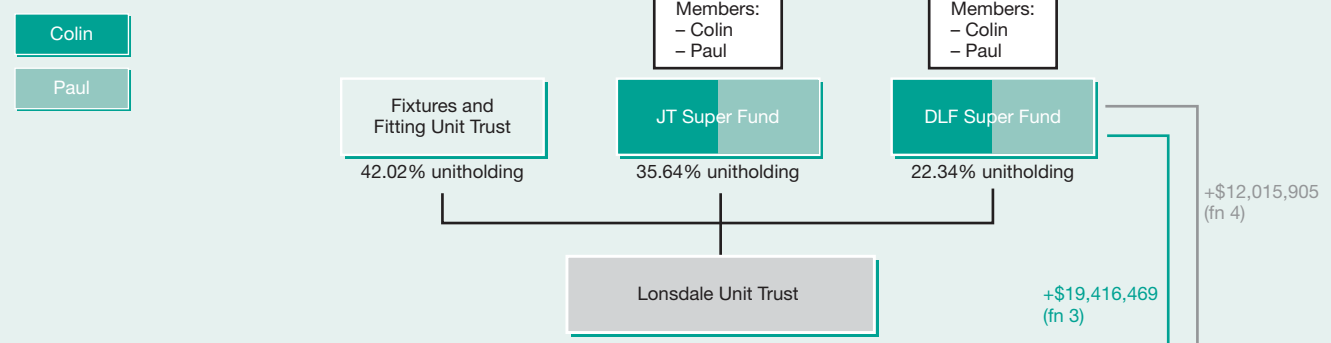 Colin
Paul
Members:
– Colin
– Paul
Members:
– Colin
– Paul
Fixtures and
Fitting Unit Trust
JT Super Fund
DLF Super Fund
42.02% unitholding
35.64% unitholding
22.34% unitholding
+$12,015,905
(fn 4)
Lonsdale Unit Trust
+$19,416,469
(fn 3)